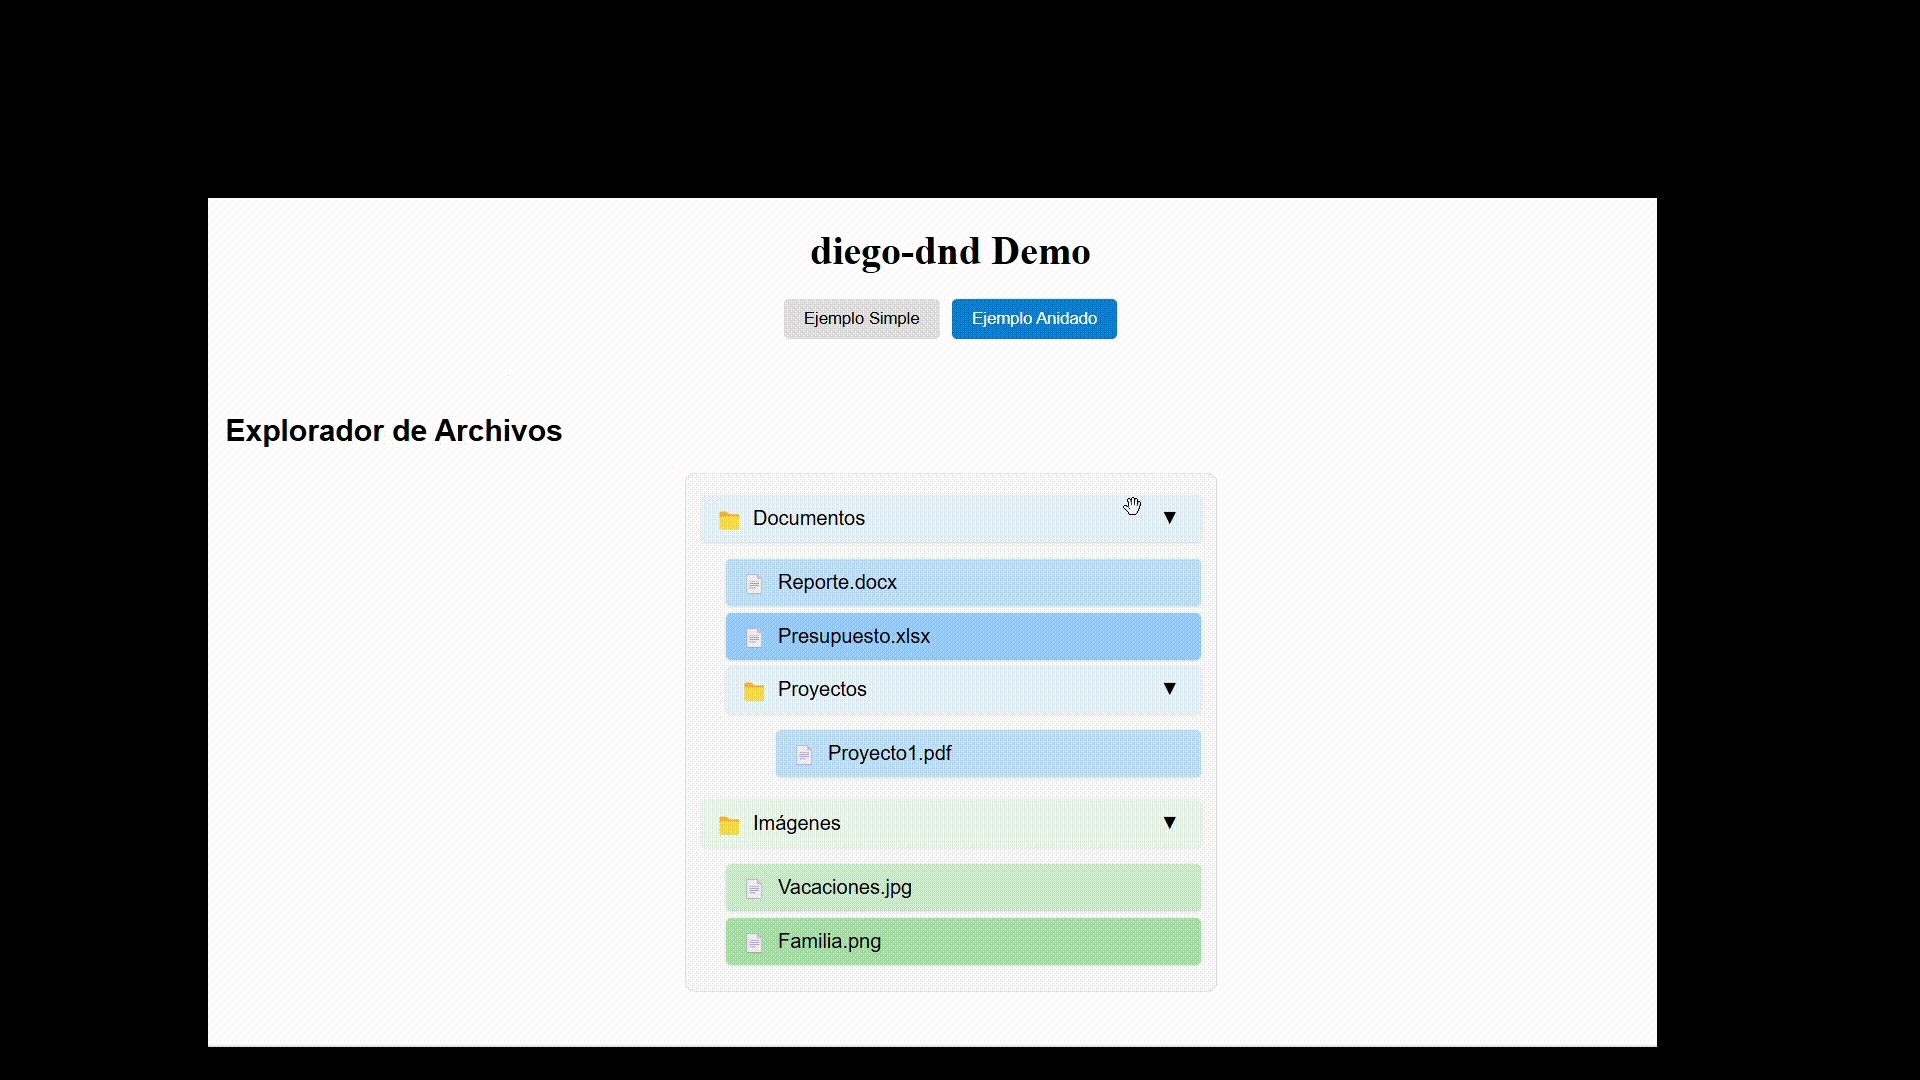 diego-dnd Demo
Ejemplo Simple Ejemplo Anidado
Explorador de Archivos
Documentos ▼
Reporte.docx
Presupuesto.xlsx
Proyectos ▼
Proyecto1.pdf
Imágenes ▼
Vacaciones.jpg
Familia.png